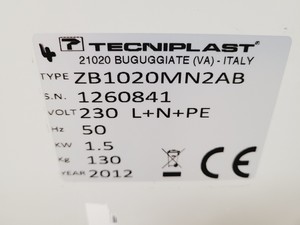 4
TECNIPLAST
21020 BUGUGGIATE (VA) - ITALY
TYPE ZB1020MN2AB
S.N. 1260841
VOLT 230 L+N+PE
Hz 50
KW 1.5
Kg 130
YEAR 2012
CE